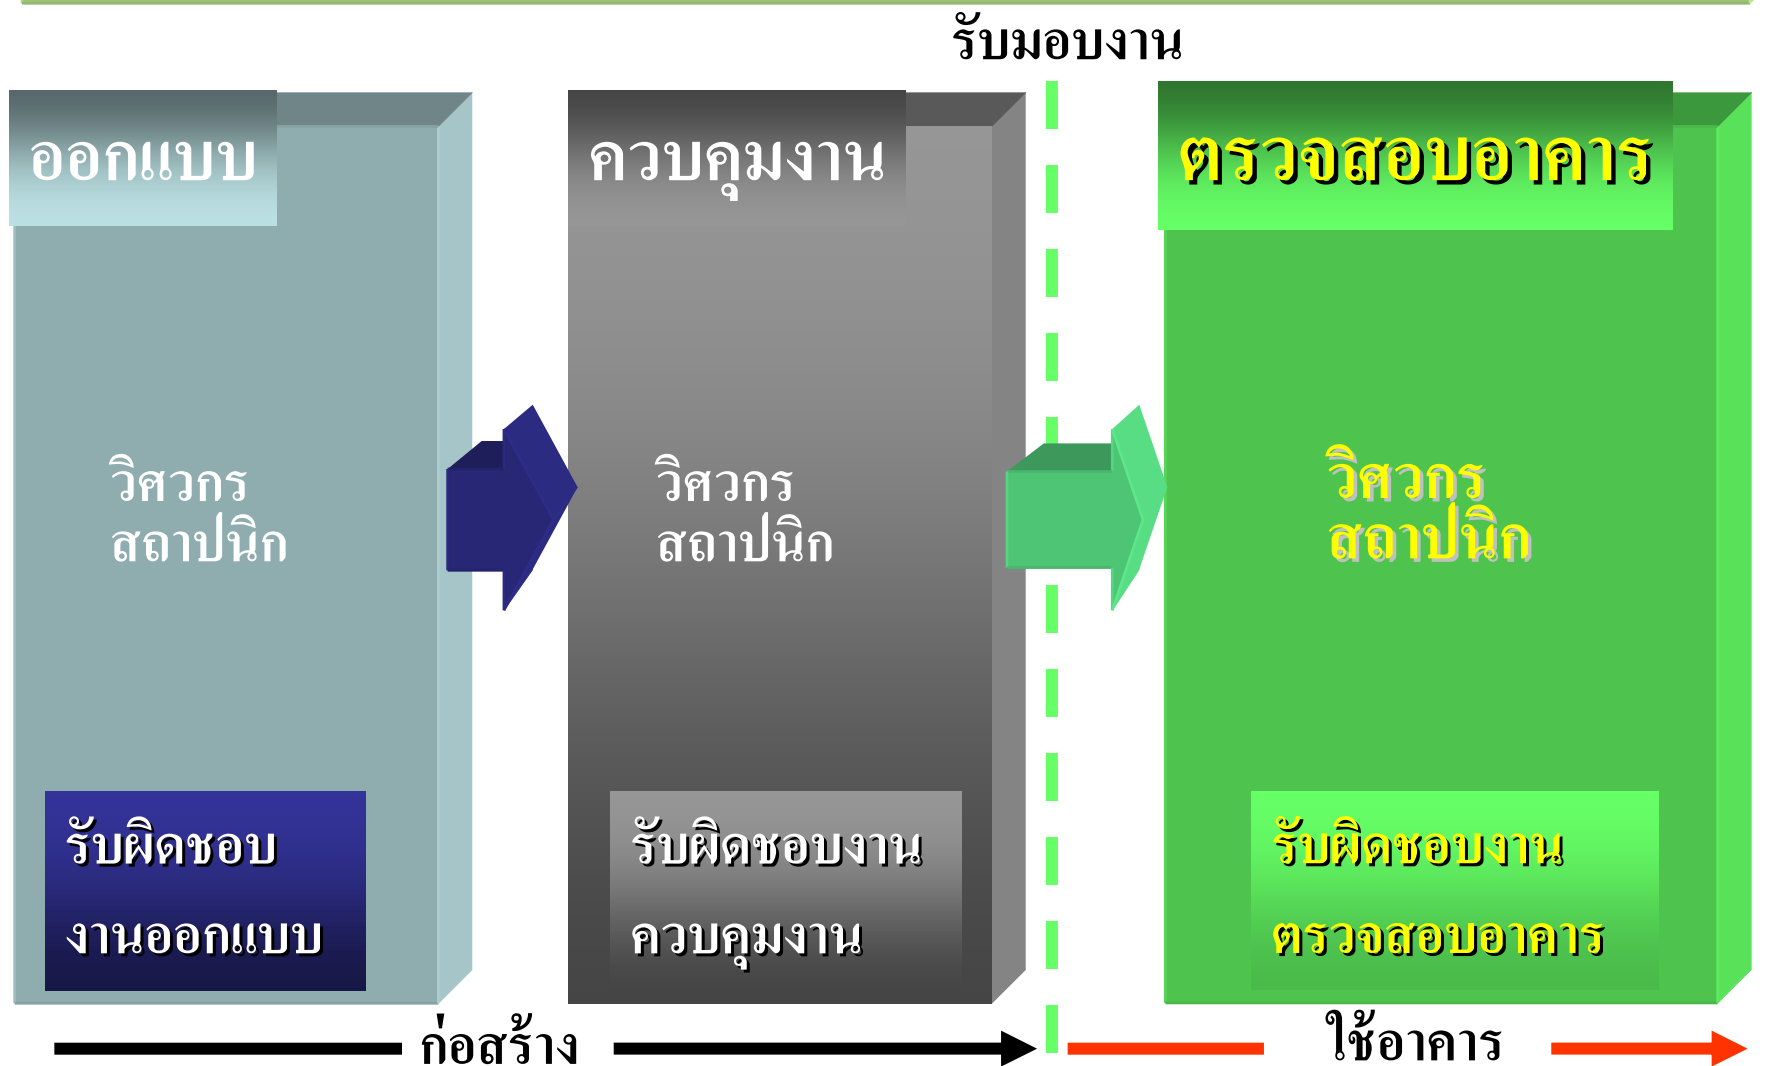 รับมอบงาน
ออกแบบ
วิศวกร
สถาปนิก
รับผิดชอบ
งานออกแบบ
ควบคุมงาน
วิศวกร
สถาปนิก
รับผิดชอบงาน
ควบคุมงาน
ตรวจสอบอาคาร
วิศวกร
สถาปนิก
รับผิดชอบงาน
ตรวจสอบอาคาร
ก่อสร้าง
ใช้อาคาร